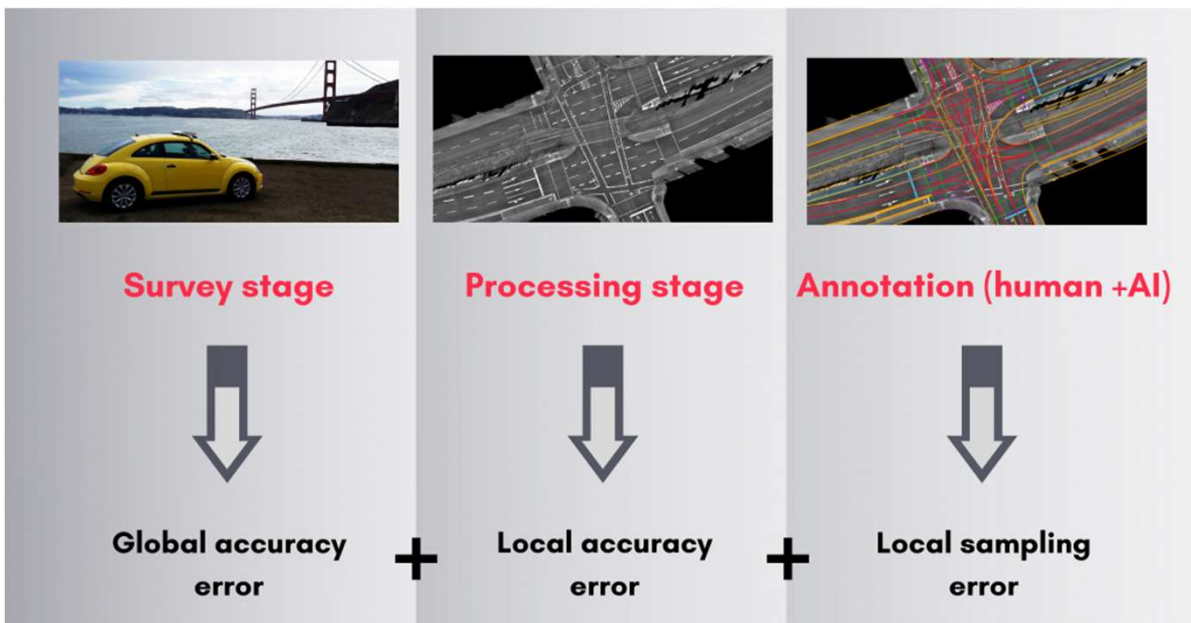 Survey stage
Processing stage
Annotation (human +AI)
Global accuracy
error
+
Local accuracy
error
+
Local sampling
error